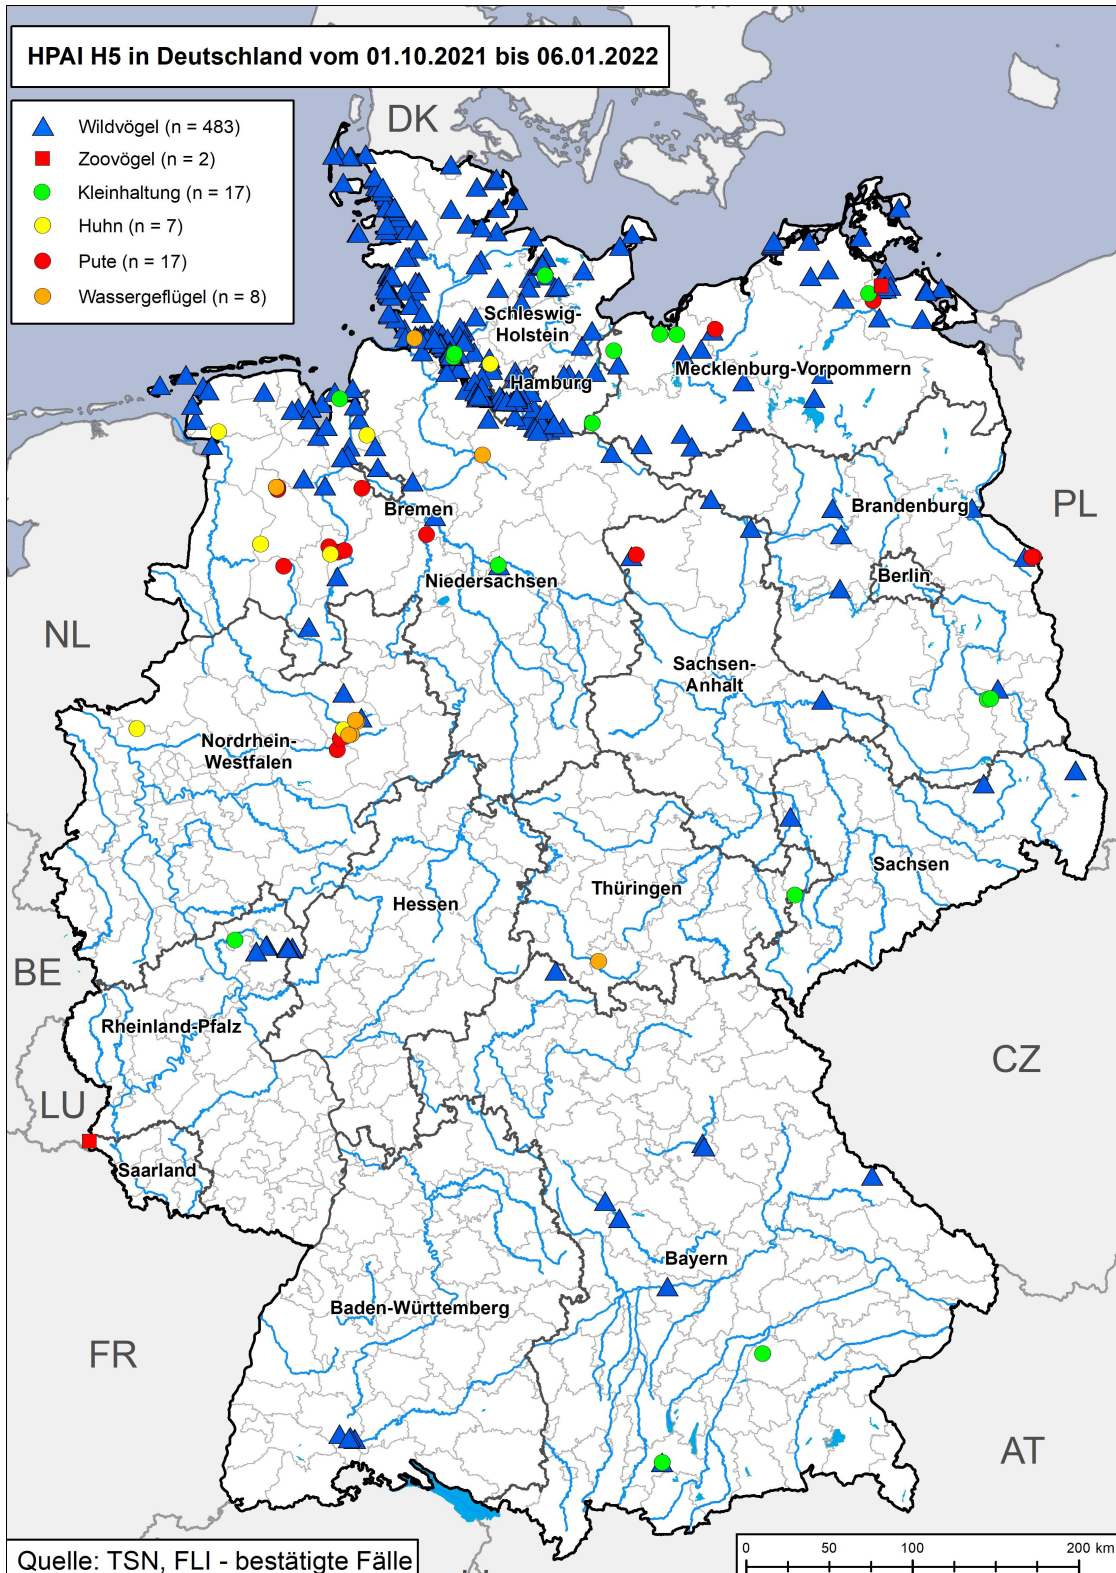 HPAI H5 in Deutschland vom 01.10.2021 bis 06.01.2022
Wildvögel (n = 483)
Zoovögel (n = 2)
Kleinhaltung (n = 17)
Huhn (n = 7)
Pute (n = 17)
Wassergeflügel (n = 8)
DK
Schleswig-
Holstein
Hamburg
Mecklenburg-Vorpommern
Bremen
Brandenburg
PL
Niedersachsen
Berlin
NL
Sachsen-
Anhalt
Nordrhein-
Westfalen
Sachsen
Thüringen
Hessen
BE
Rheinland-Pfalz
CZ
LU
Saarland
Bayern
Baden-Württemberg
FR
AT
Quelle: TSN, FLI - bestätigte Fälle
0 50 100 200 km